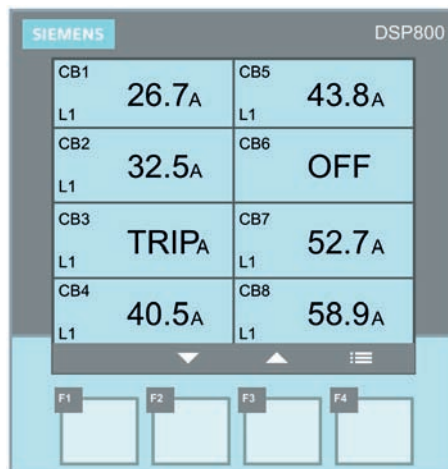 SIEMENS DSP800
CB1 26.7A L1
CB5 43.8A L1
CB2 32.5A L1
CB6 OFF
CB3 TRIPA L1
CB7 52.7A L1
CB4 40.5A L1
CB8 58.9A L1
F1 F2 F3 F4